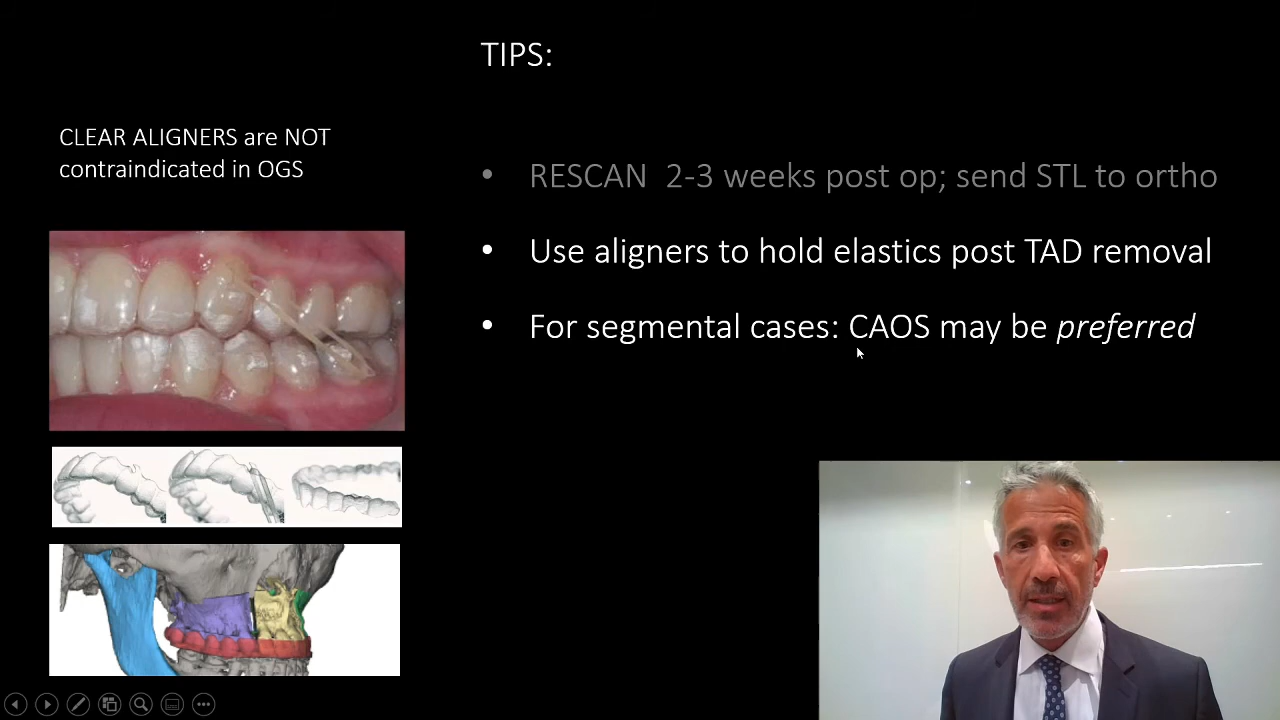 TIPS:
CLEAR ALIGNERS are NOT
contraindicated in OGS
• RESCAN 2-3 weeks post op; send STL to ortho
• Use aligners to hold elastics post TAD removal
• For segmental cases: CAOS may be preferred